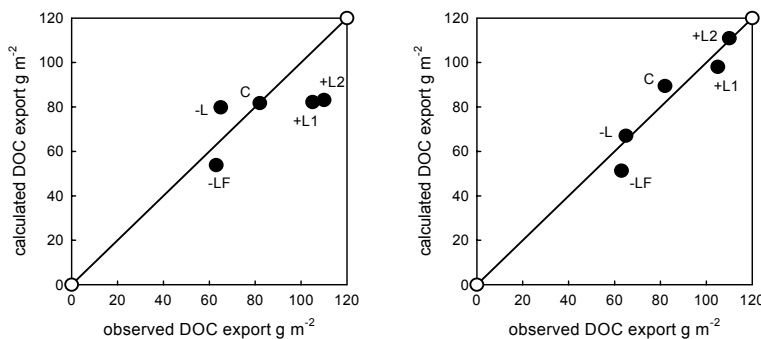 calculated DOC export g m⁻²
120
100
80
60
40
20
0
0 20 40 60 80 100 120
observed DOC export g m⁻²
-L
C
+L1
+L2
-LF
calculated DOC export g m⁻²
120
100
80
60
40
20
0
0 20 40 60 80 100 120
observed DOC export g m⁻²
+L2
C
+L1
-L
-LF